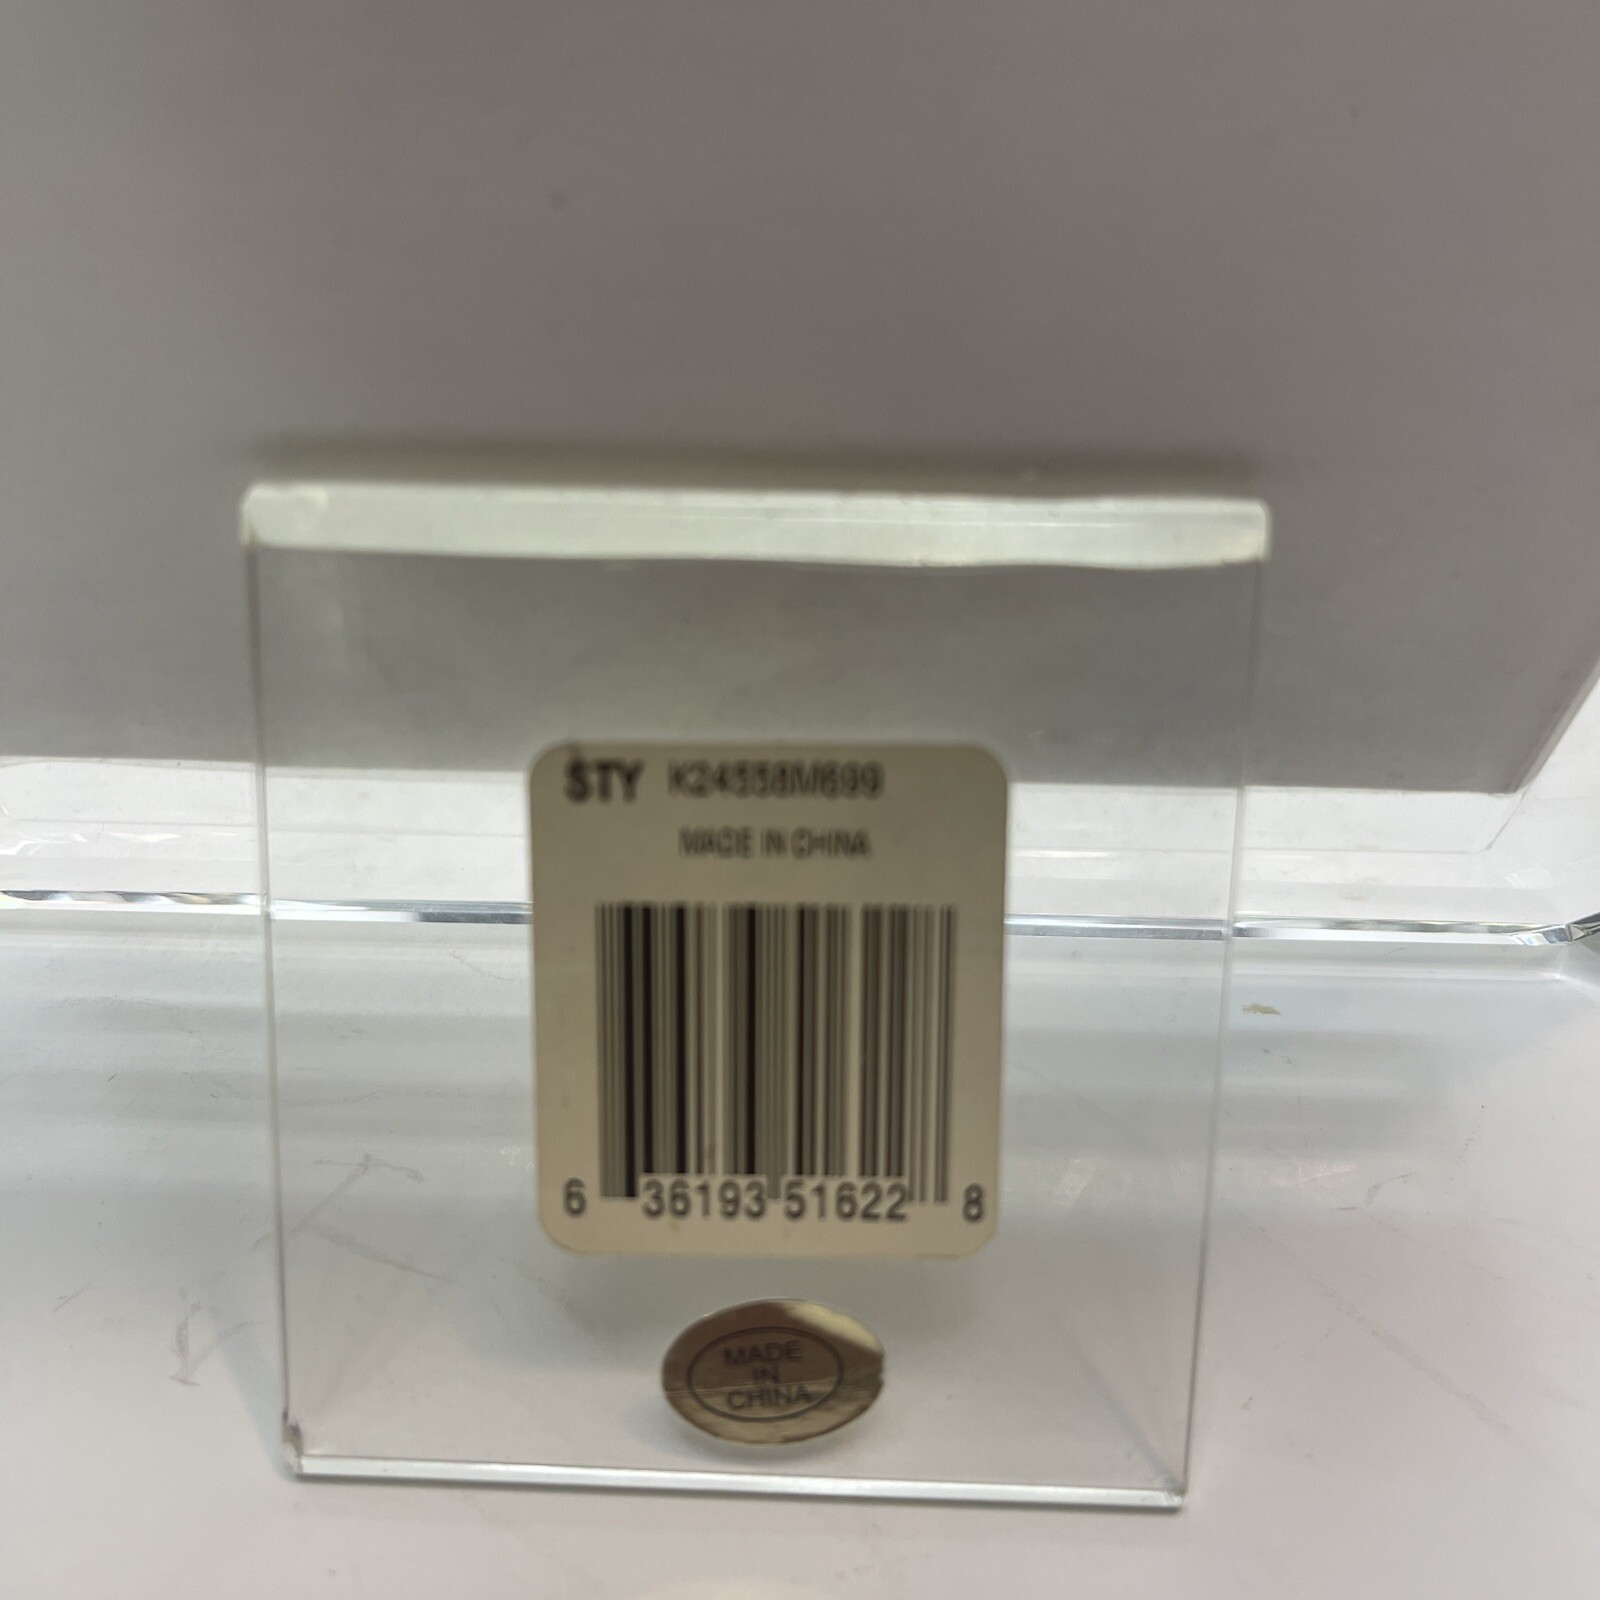 STY K24558M699
MADE IN CHINA
6 36193 51622 8
MADE
IN
CHINA